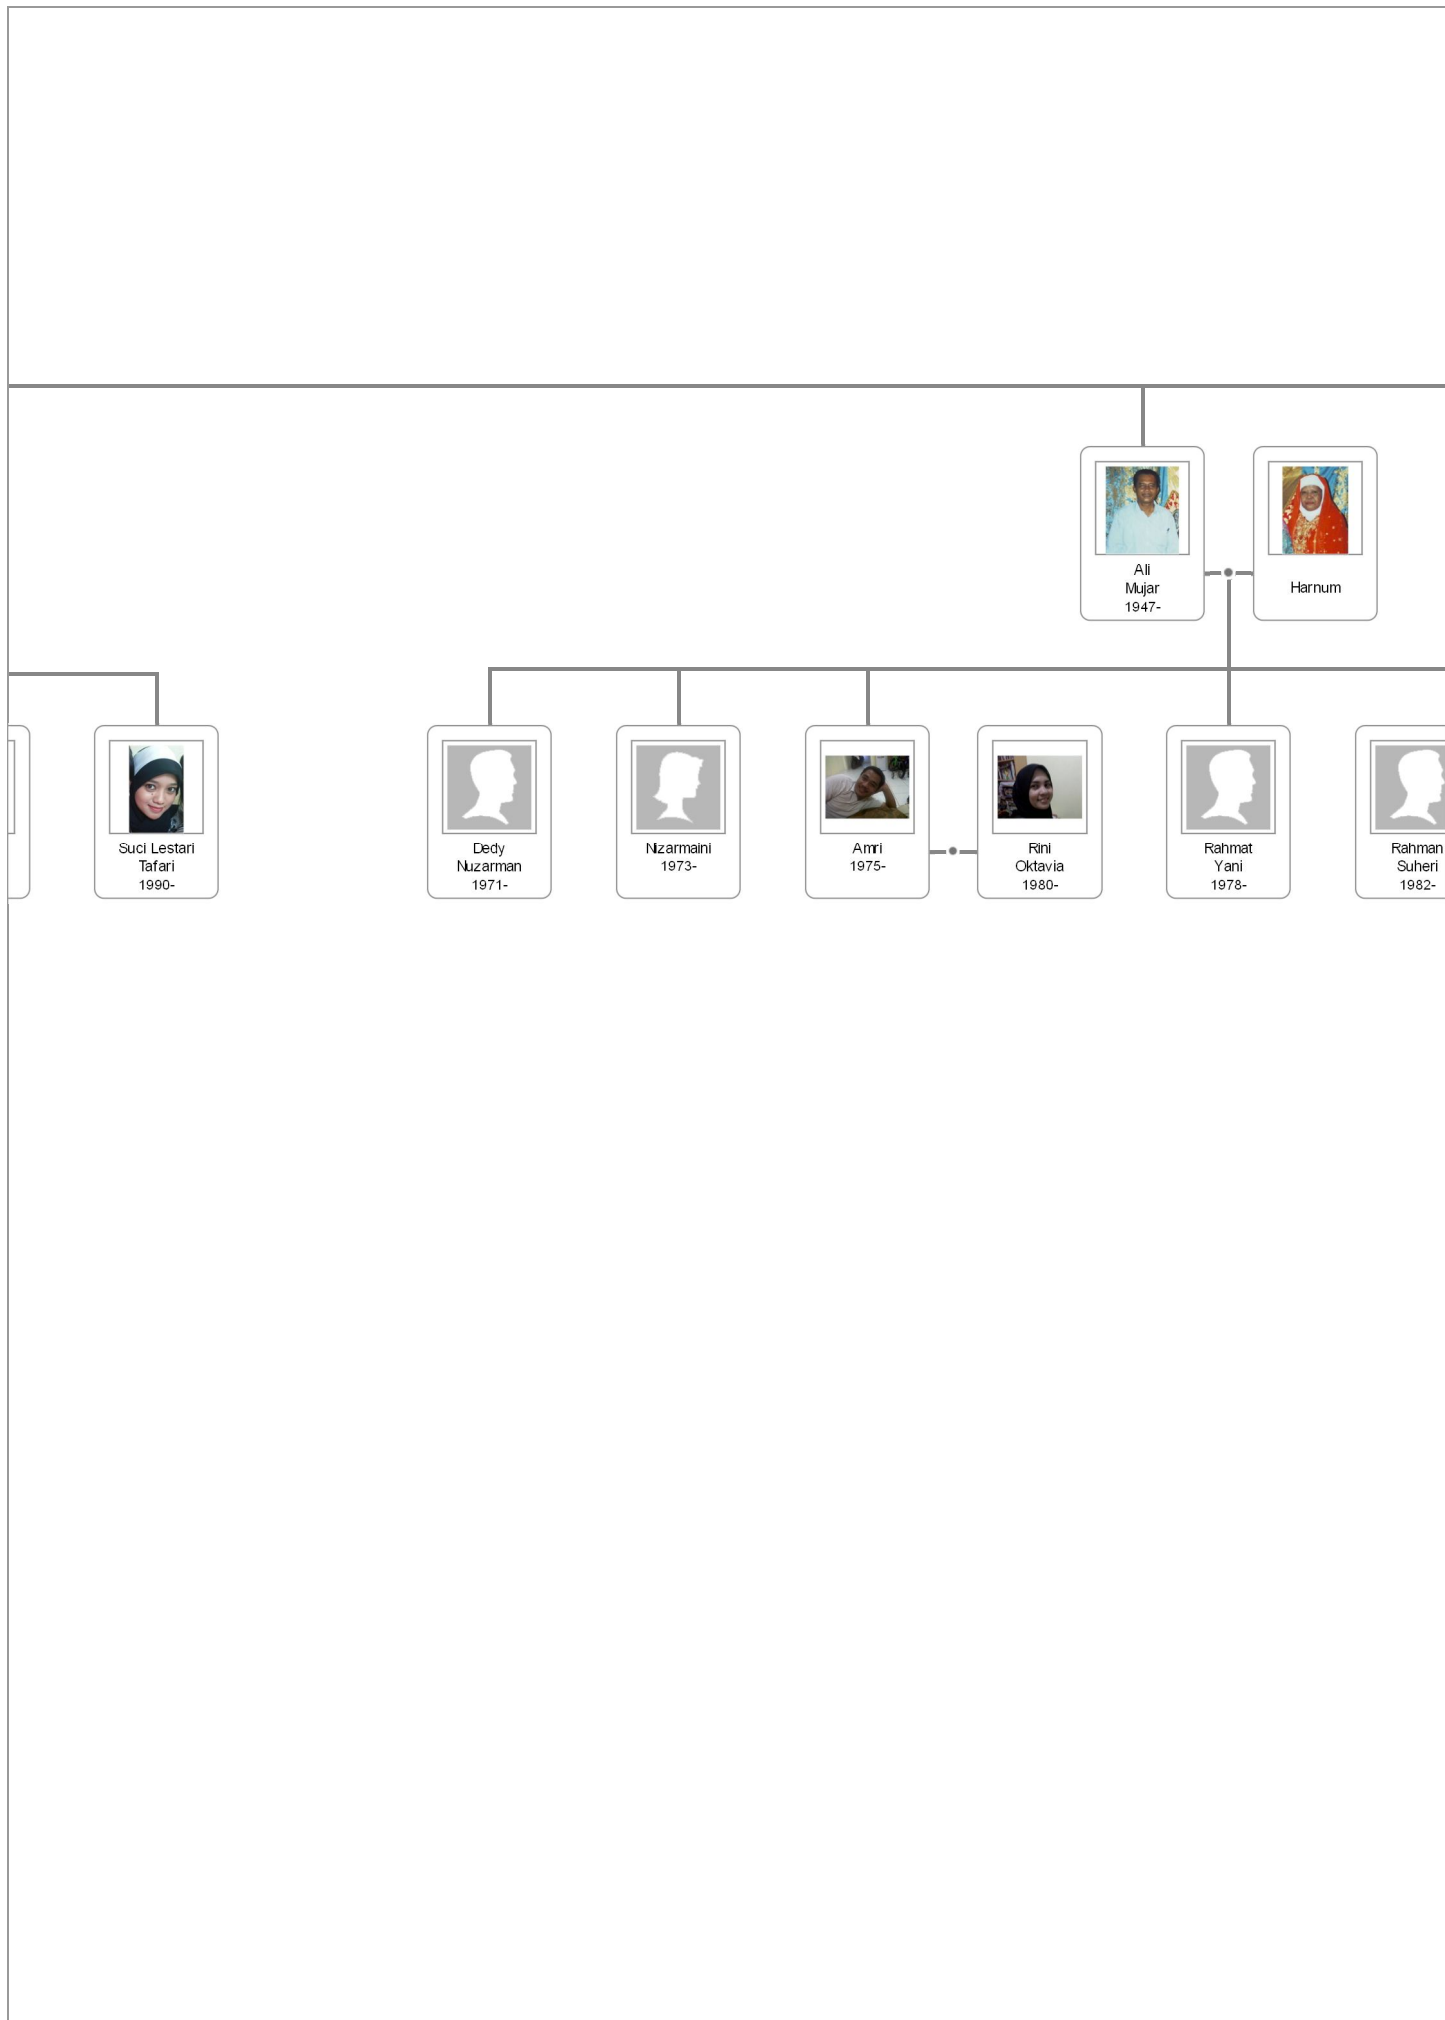 Ali
Mujar
1947-
Harnum
Suci Lestari
Tafari
1990-
Dedy
Nuzarman
1971-
Nizarmaini
1973-
Amri
1975-
Rini
Oktavia
1980-
Rahmat
Yani
1978-
Rahman
Suheri
1982-